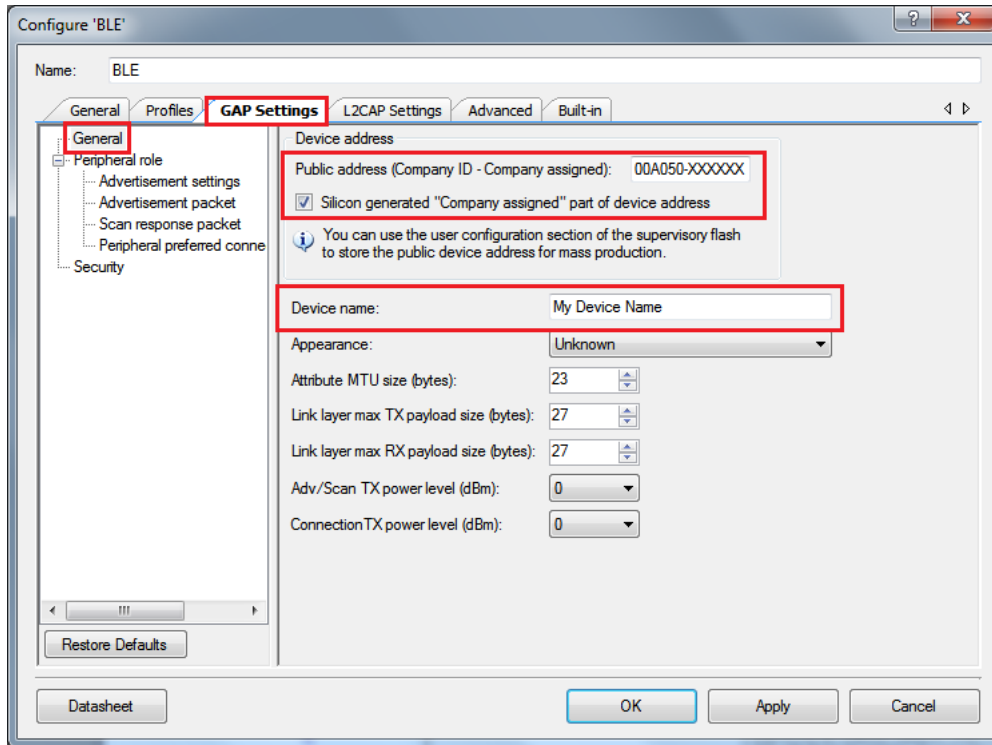 Configure 'BLE'
Name: BLE
General Profiles GAP Settings L2CAP Settings Advanced Built-in
General
Peripheral role
Advertisement settings
Advertisement packet
Scan response packet
Peripheral preferred conne
Security
Restore Defaults
Device address
Public address (Company ID - Company assigned): 00A050-XXXXXX
Silicon generated "Company assigned" part of device address
You can use the user configuration section of the supervisory flash
to store the public device address for mass production.
Device name: My Device Name
Appearance: Unknown
Attribute MTU size (bytes): 23
Link layer max TX payload size (bytes): 27
Link layer max RX payload size (bytes): 27
Adv/Scan TX power level (dBm): 0
ConnectionTX power level (dBm): 0
Datasheet OK Apply Cancel